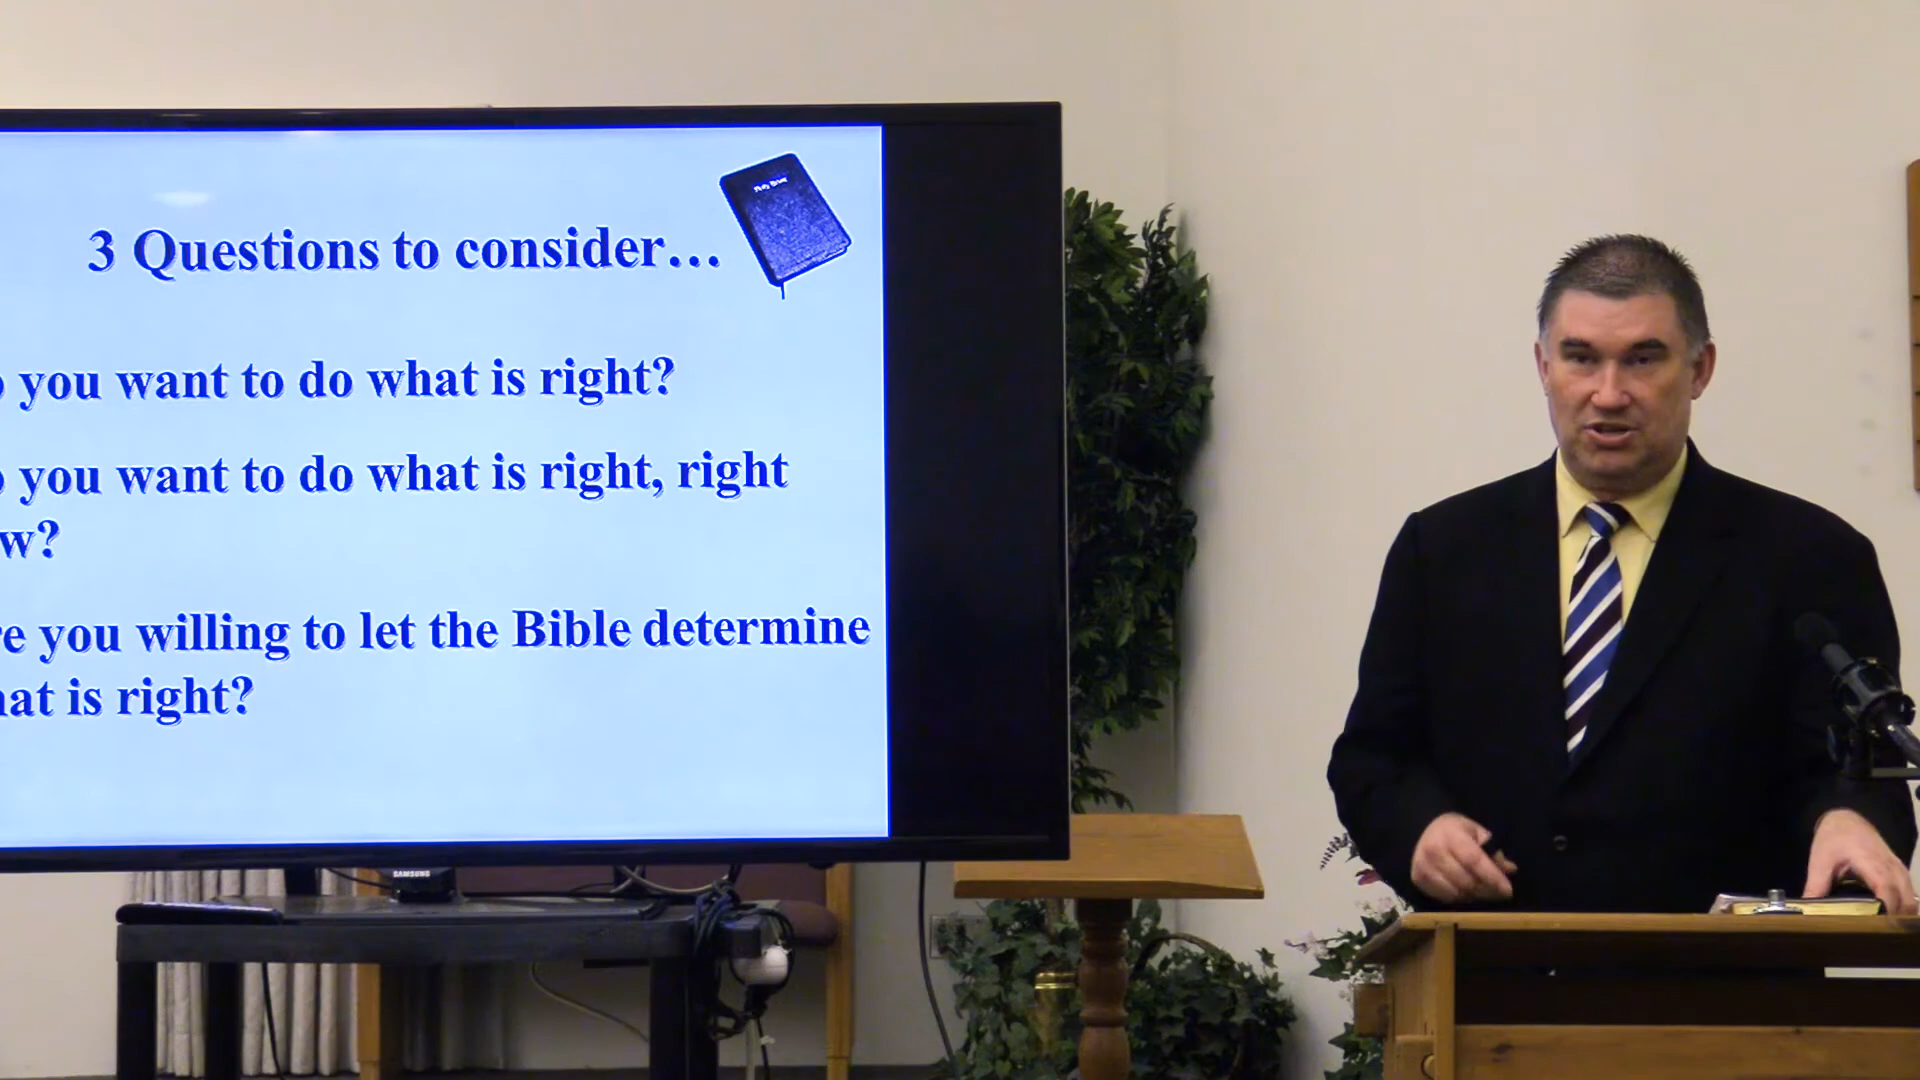 3 Questions to consider…
you want to do what is right?
you want to do what is right, right
w?
e you willing to let the Bible determine
at is right?
SAMSUNG